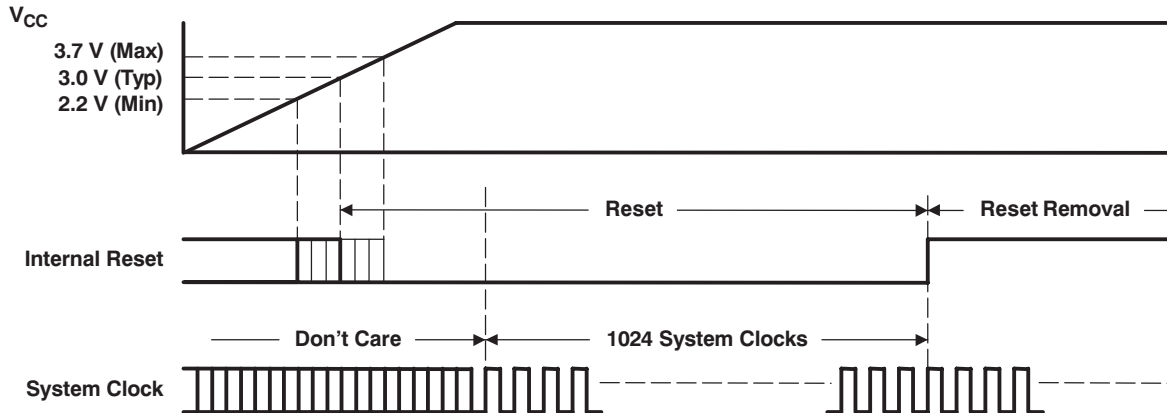 VCC
3.7 V (Max)
3.0 V (Typ)
2.2 V (Min)
Reset
Reset Removal
Internal Reset
Don't Care
1024 System Clocks
System Clock